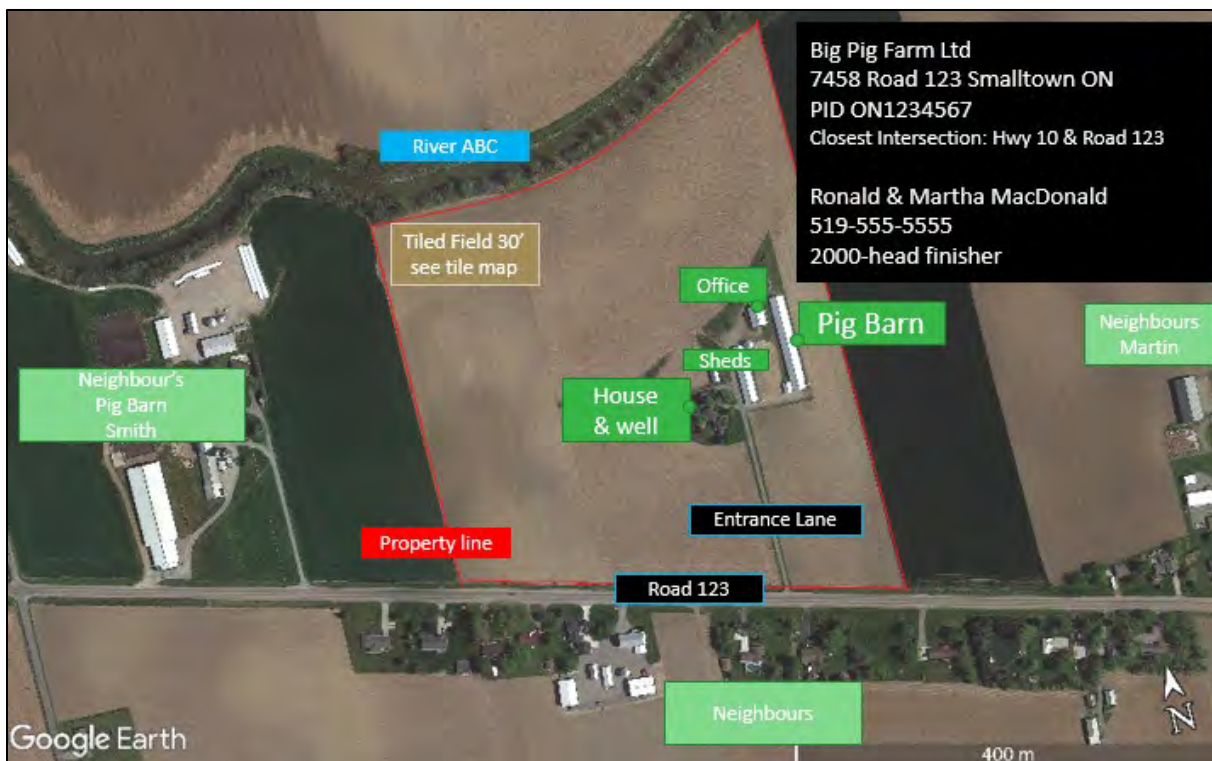 Big Pig Farm Ltd
7458 Road 123 Smalltown ON
PID ON1234567
Closest Intersection: Hwy 10 & Road 123
Ronald & Martha MacDonald
519-555-5555
2000-head finisher
River ABC
Tiled Field 30’
see tile map
Office
Pig Barn
Neighbours
Martin
Sheds
Neighbour’s
Pig Barn
Smith
House
& well
Entrance Lane
Property line
Road 123
Neighbours
N
Google Earth
400 m